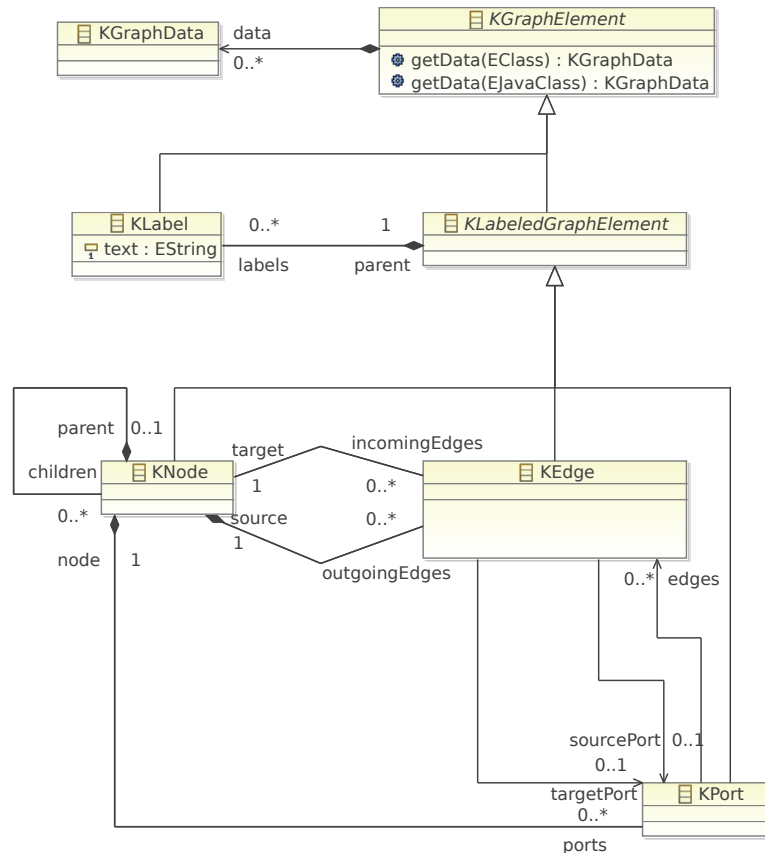 KGraphElement
KGraphData
data
0..*
getData(EClass) : KGraphData
getData(EJavaClass) : KGraphData
KLabel
text : EString
0..*
1
labels
parent
KLabeledGraphElement
parent
0..1
children
KNode
0..*
target
1
incomingEdges
0..*
source
1
0..*
outgoingEdges
KEdge
node
1
0..*
edges
sourcePort
0..1
0..1
targetPort
KPort
0..*
ports